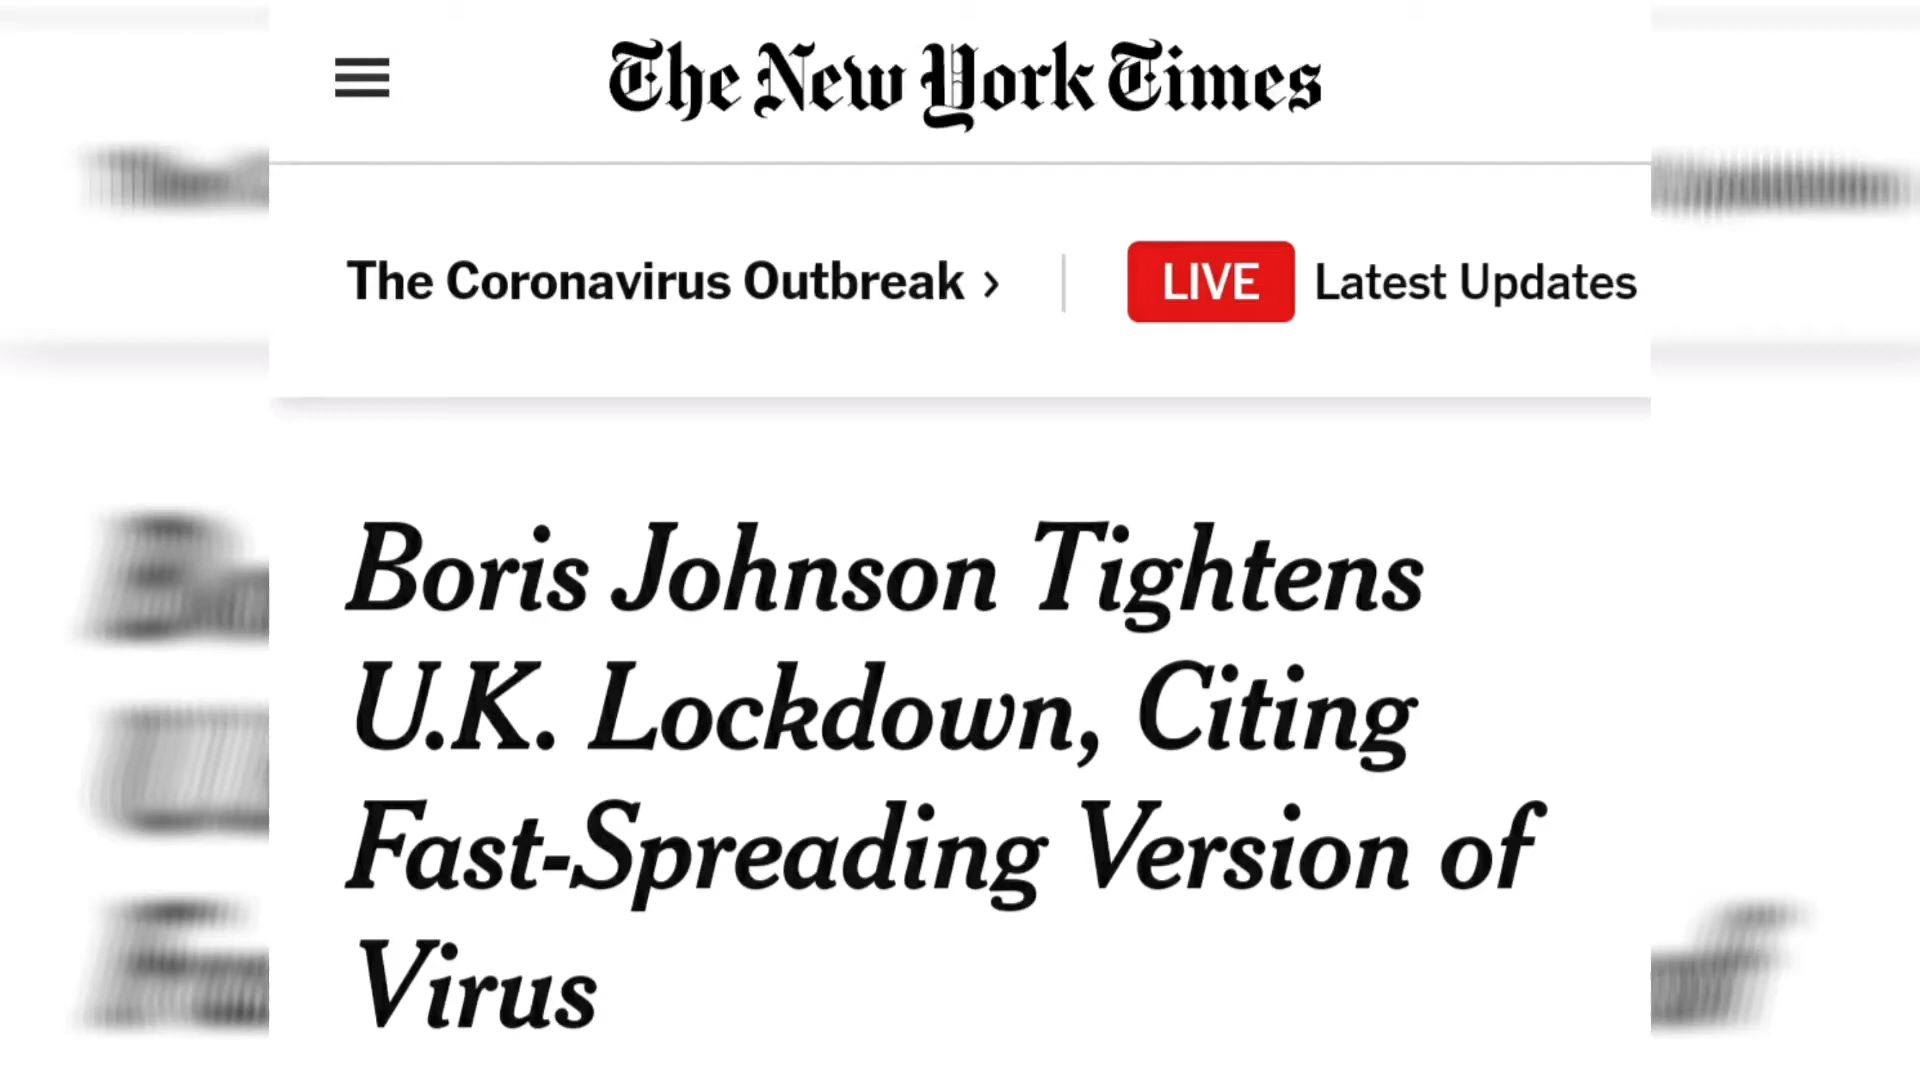 The New York Times
The Coronavirus Outbreak › LIVE Latest Updates
Boris Johnson Tightens
U.K. Lockdown, Citing
Fast-Spreading Version of
Virus